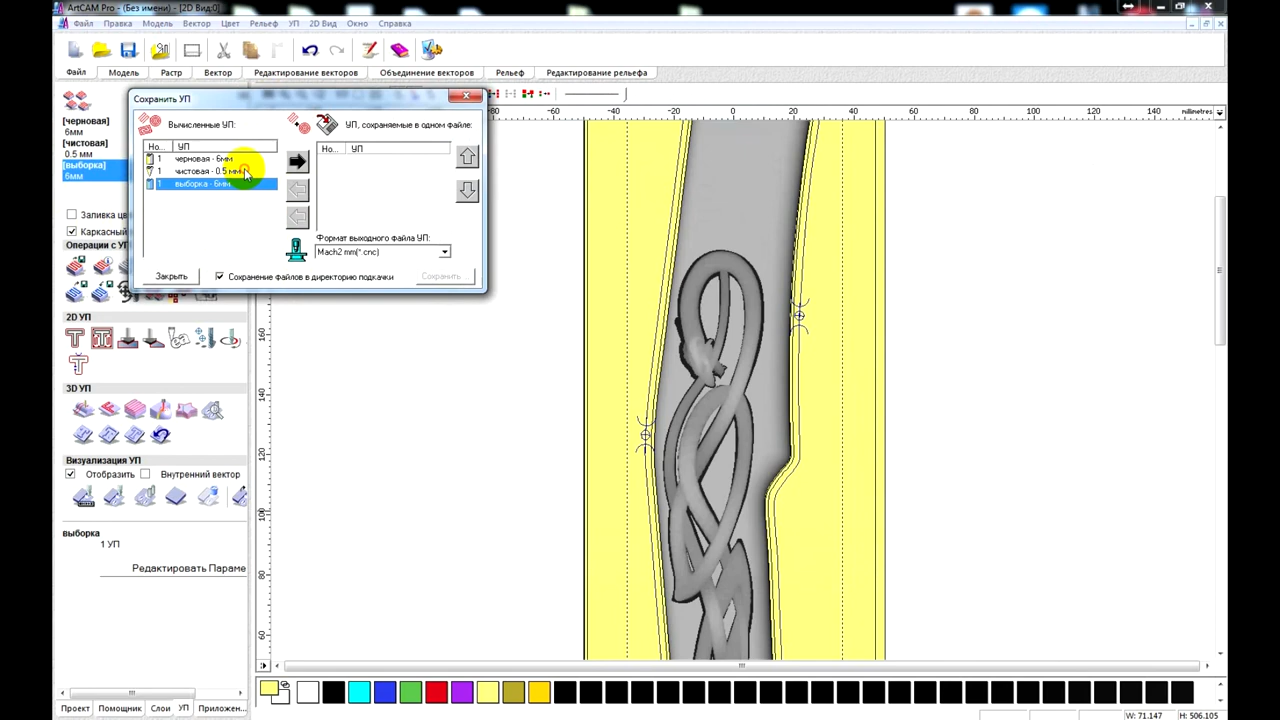 ArtCAM Pro - (Без имени) - [2D Вид:0]
Файл Правка Модель Вектор Цвет Рельеф УП 2D Вид Окно Справка
Файл Модель Растр Вектор Редактирование векторов Объединение векторов Рельеф Редактирование рельефа
[черновая]
6мм
[чистовая]
0.5 мм
[выборка]
6мм
Заливка цв
Каркасный
Операции с УП
2D УП
3D УП
Визуализация УП
Отобразить Внутренний вектор
выборка
1 УП
Редактировать Параме
Проект Помощник Слои УП Приложен...
Сохранить УП
Вычисленные УП:
Но... УП
1 черновая - 6мм
1 чистовая - 0.5 мм
1 выборка - 6мм
Закрыть
УП, сохраняемые в одном файле:
Но... УП
Формат выходного файла УП:
Mach2 mm(*.cnc)
Сохранение файлов в директорию подкачки
Сохранить...
-80 -60 -40 -20 0 20 40 60 80 100 120 140 millimetres
160
140
120
100
80
60
W: 71.147 H: 506.105